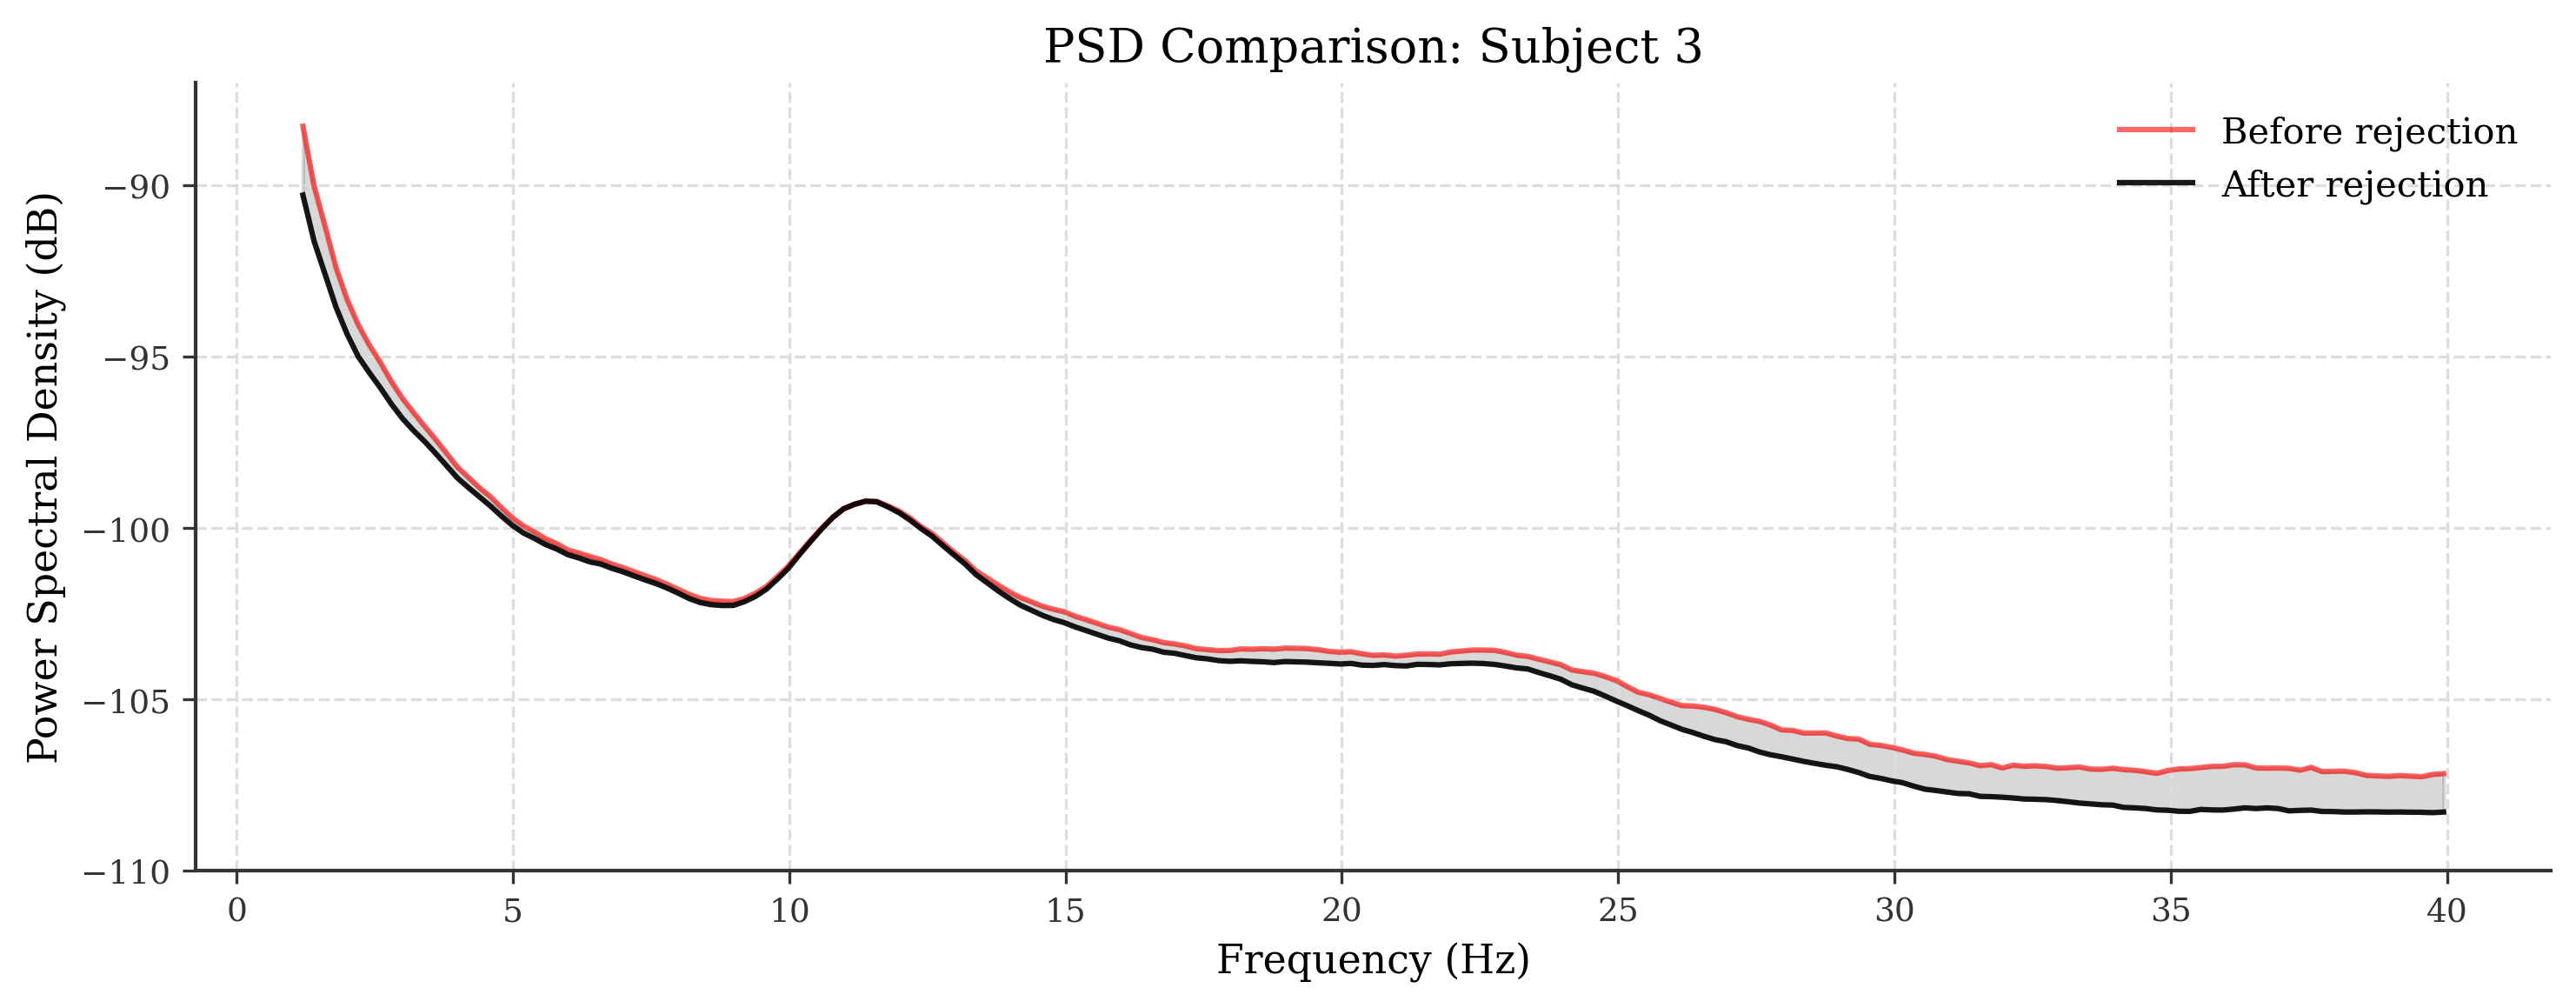 PSD Comparison: Subject 3
Before rejection
After rejection
Power Spectral Density (dB)
−90
−95
−100
−105
−110
0 5 10 15 20 25 30 35 40
Frequency (Hz)